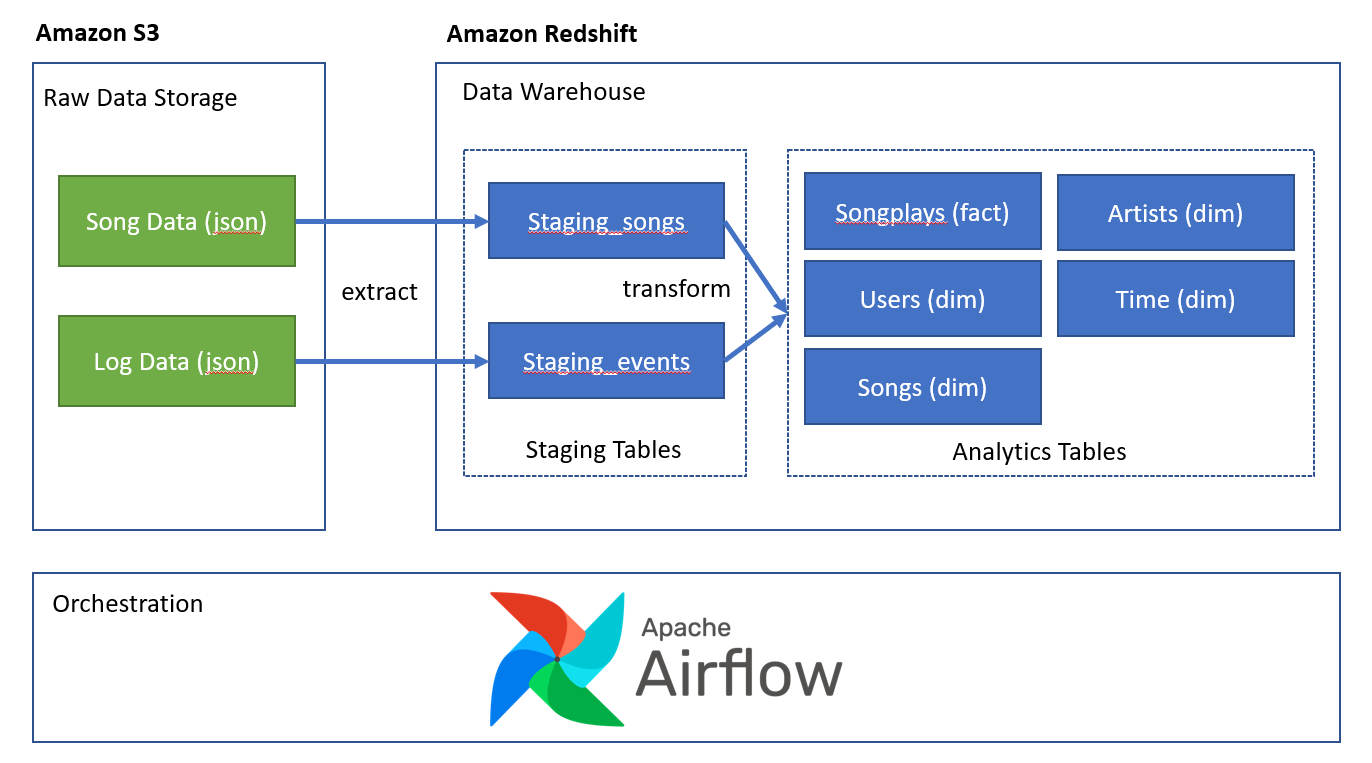 Amazon S3
Amazon Redshift
Raw Data Storage
Data Warehouse
Song Data (json)
Log Data (json)
extract
Staging_songs
transform
Staging_events
Staging Tables
Songplays (fact)
Artists (dim)
Users (dim)
Time (dim)
Songs (dim)
Analytics Tables
Orchestration
Apache
Airflow